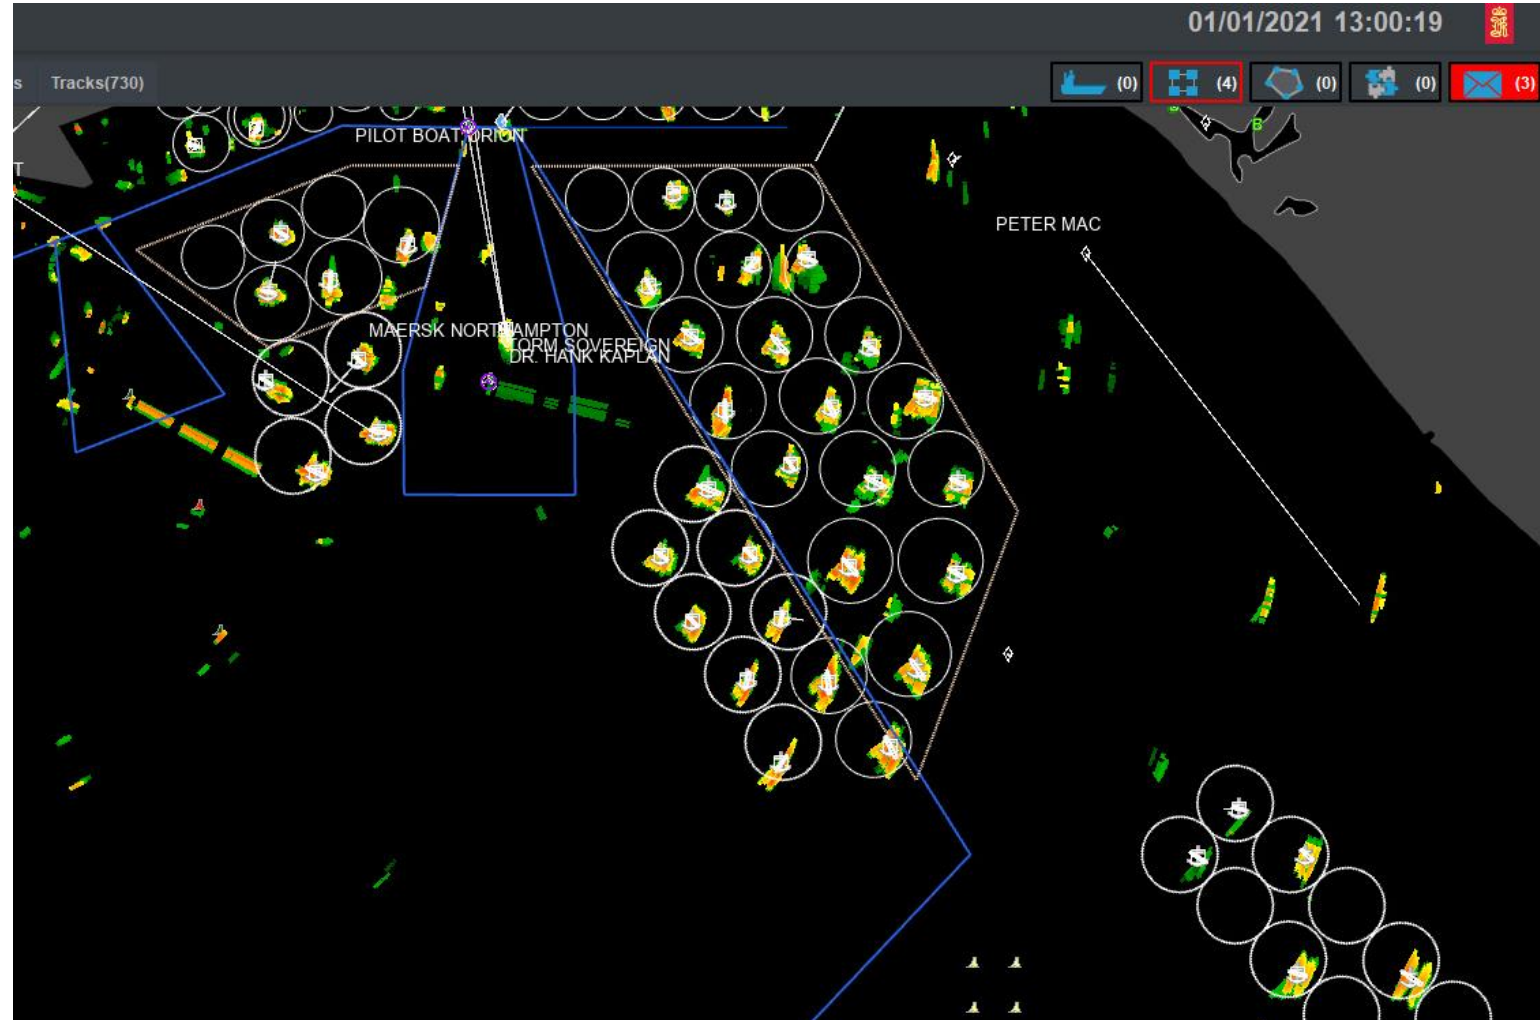 01/01/2021 13:00:19
s Tracks(730)
(0) (4) (0) (0) (3)
B
PILOT BOAT ORION
T
PETER MAC
MAERSK NORTHAMPTON
TORM SOVEREIGN
DR. HANK KAPLAN